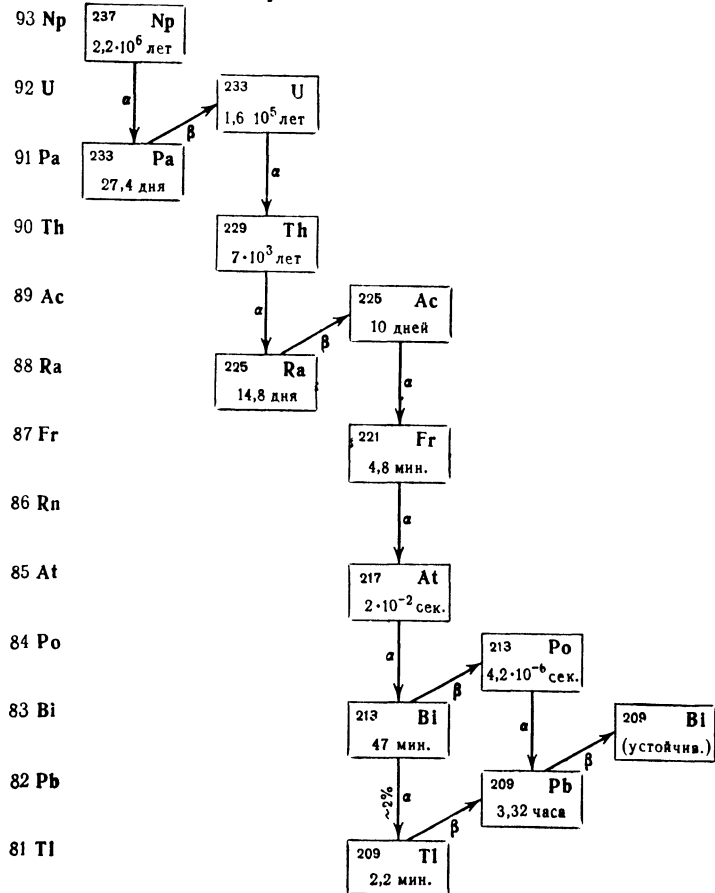 93 Np
237 Np
2,2·10⁶ лет
92 U
α
233 U
1,6 10⁵ лет
β
91 Pa
233 Pa
27,4 дня
α
90 Th
229 Th
7·10³ лет
89 Ac
α
225 Ac
10 дней
β
88 Ra
225 Ra
14,8 дня
α
87 Fr
221 Fr
4,8 мин.
86 Rn
α
85 At
217 At
2·10⁻² сек.
84 Po
α
213 Po
4,2·10⁻⁶ сек.
β
83 Bi
213 Bi
47 мин.
α
209 Bi
(устойчив.)
β
82 Pb
~2% α
209 Pb
3,32 часа
β
81 Tl
209 Tl
2,2 мин.